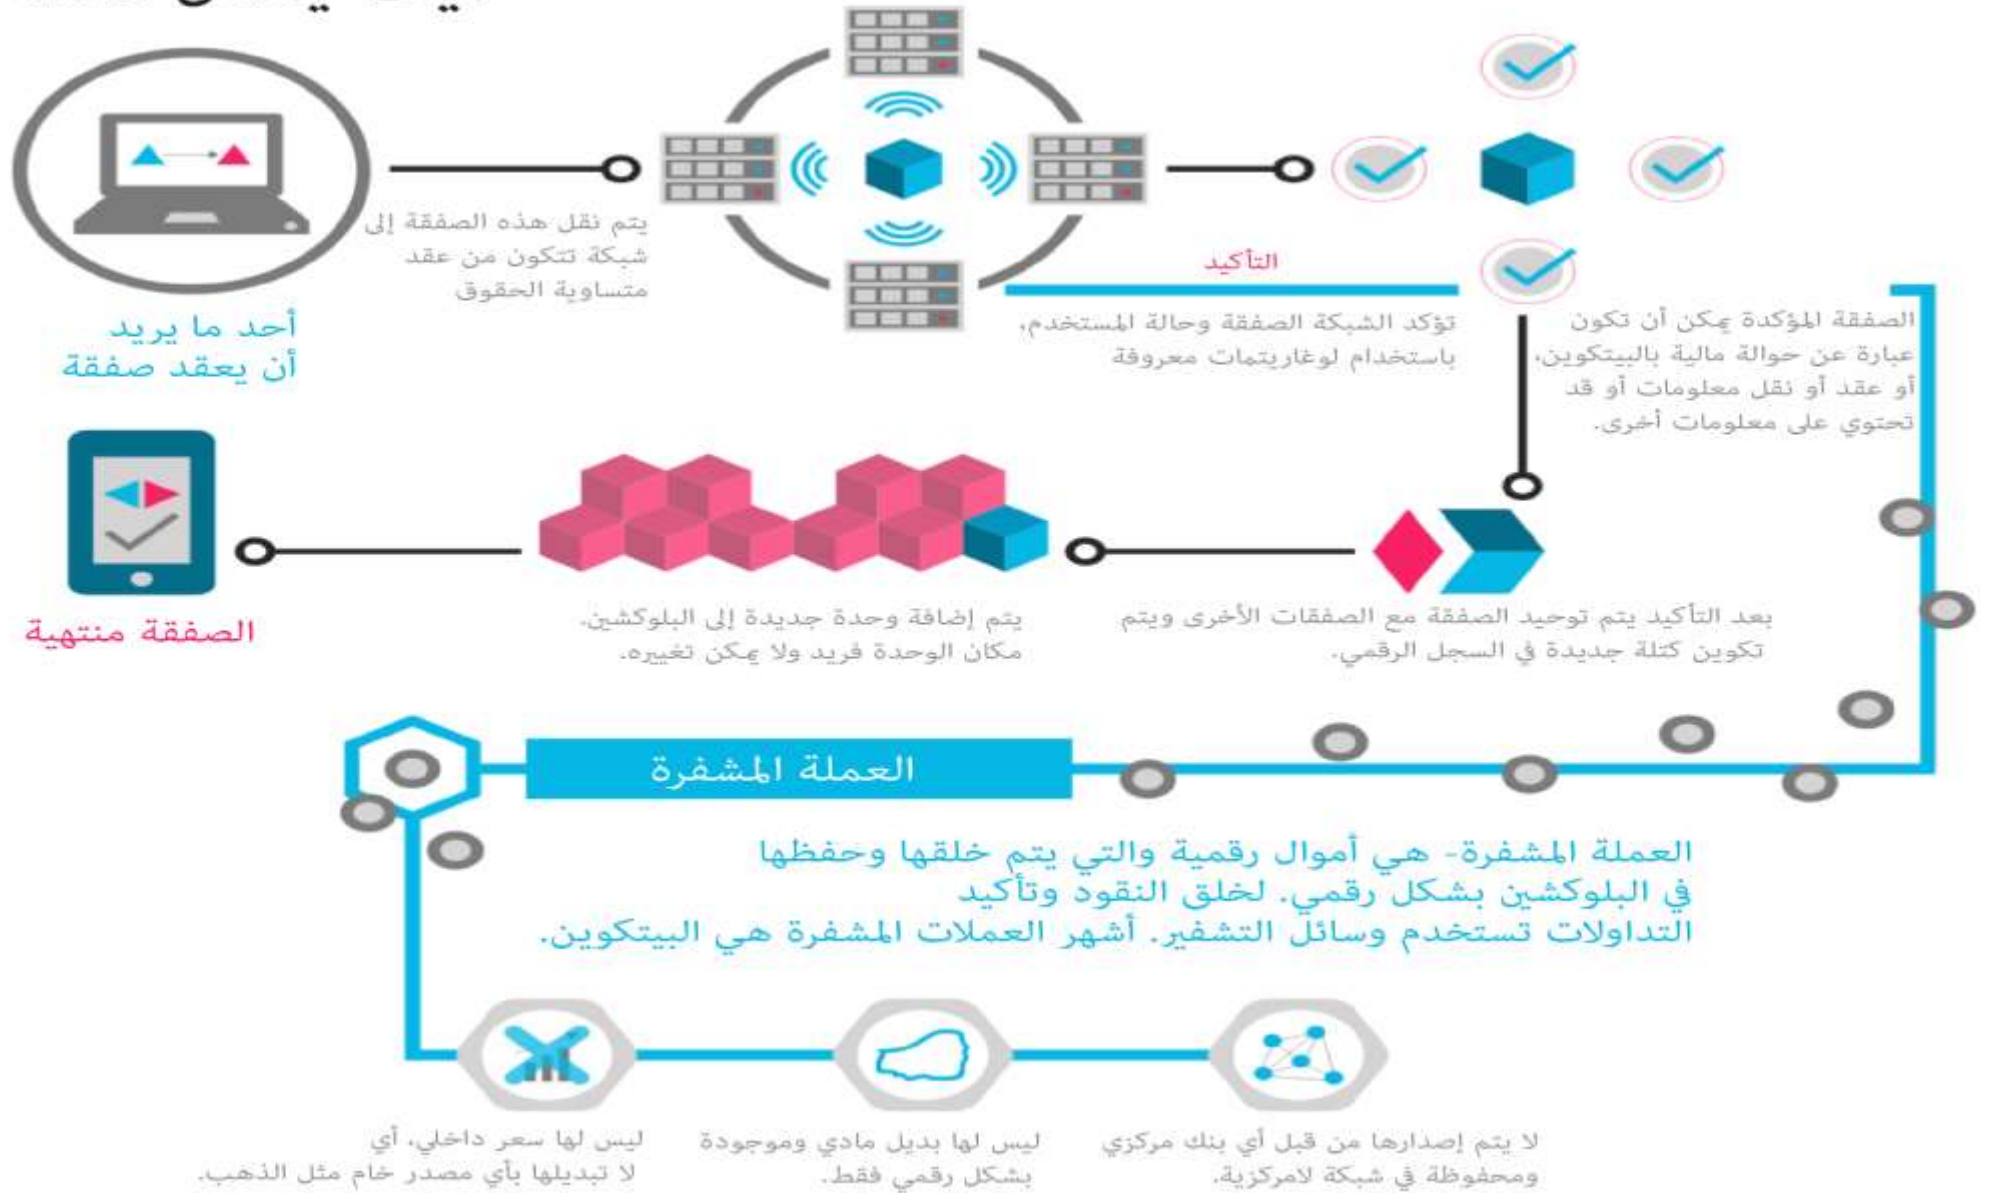 أحد ما يريد
أن يعقد صفقة
يتم نقل هذه الصفقة إلى
شبكة تتكون من عقد
متساوية الحقوق
التأكيد
تؤكد الشبكة الصفقة وحالة المستخدم،
باستخدام لوغاريتمات معروفة
الصفقة المؤكدة يمكن أن تكون
عبارة عن حوالة مالية بالبيتكوين،
أو عقد أو نقل معلومات أو قد
تحتوي على معلومات أخرى.
بعد التأكيد يتم توحيد الصفقة مع الصفقات الأخرى ويتم
تكوين كتلة جديدة في السجل الرقمي.
يتم إضافة وحدة جديدة إلى البلوكشين.
مكان الوحدة فريد ولا يمكن تغييره.
الصفقة منتهية
العملة المشفرة
العملة المشفرة- هي أموال رقمية والتي يتم خلقها وحفظها
في البلوكشين بشكل رقمي. لخلق النقود وتأكيد
التداولات تستخدم وسائل التشفير. أشهر العملات المشفرة هي البيتكوين.
لا يتم إصدارها من قبل أي بنك مركزي
ومحفوظة في شبكة لامركزية.
ليس لها بديل مادي وموجودة
بشكل رقمي فقط.
ليس لها سعر داخلي، أي
لا تبديلها بأي مصدر خام مثل الذهب.